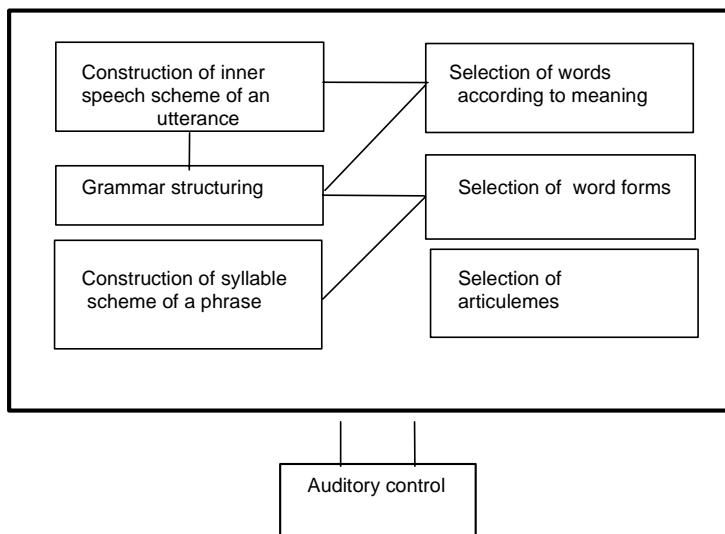 Construction of inner
speech scheme of an
utterance
Selection of words
according to meaning
Grammar structuring
Selection of word forms
Construction of syllable
scheme of a phrase
Selection of
articulemes
Auditory control